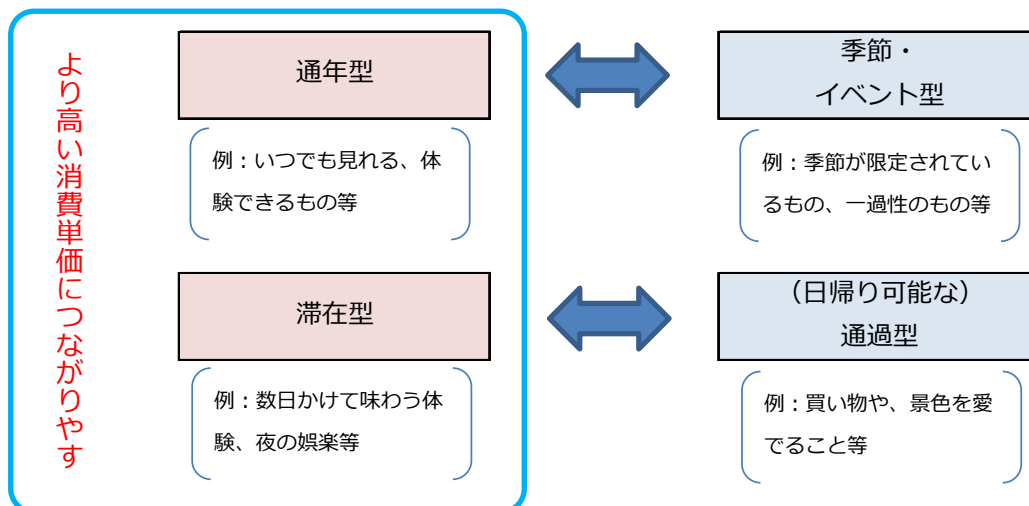 より高い消費単価につながりやす
通年型
季節・
イベント型
例：いつでも見れる、体
験できるもの等
例：季節が限定されてい
るもの、一過性のもの等
滞在型
（日帰り可能な）
通過型
例：数日かけて味わう体
験、夜の娯楽等
例：買い物や、景色を愛
でること等